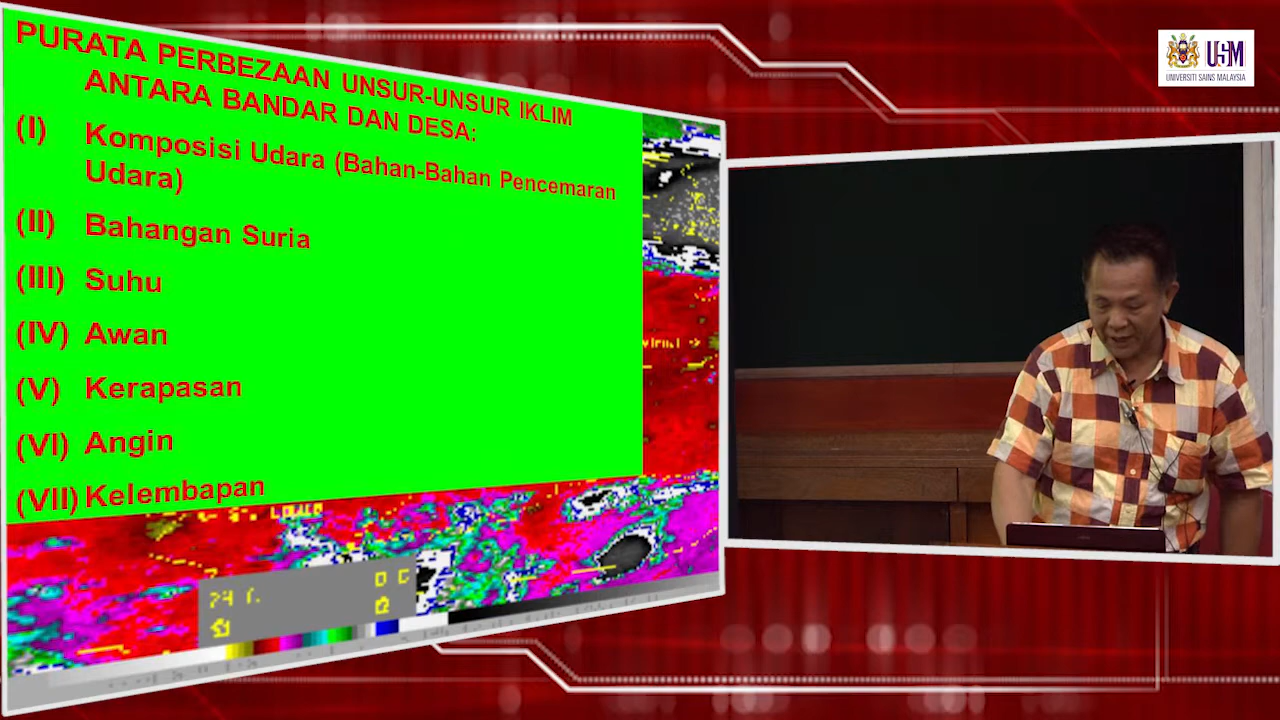 PURATA PERBEZAAN UNSUR-UNSUR IKLIM
ANTARA BANDAR DAN DESA:
(I) Komposisi Udara (Bahan-Bahan Pencemaran
Udara)
(II) Bahangan Suria
(III) Suhu
(IV) Awan
(V) Kerapasan
(VI) Angin
(VII) Kelembapan
USM
UNIVERSITI SAINS MALAYSIA